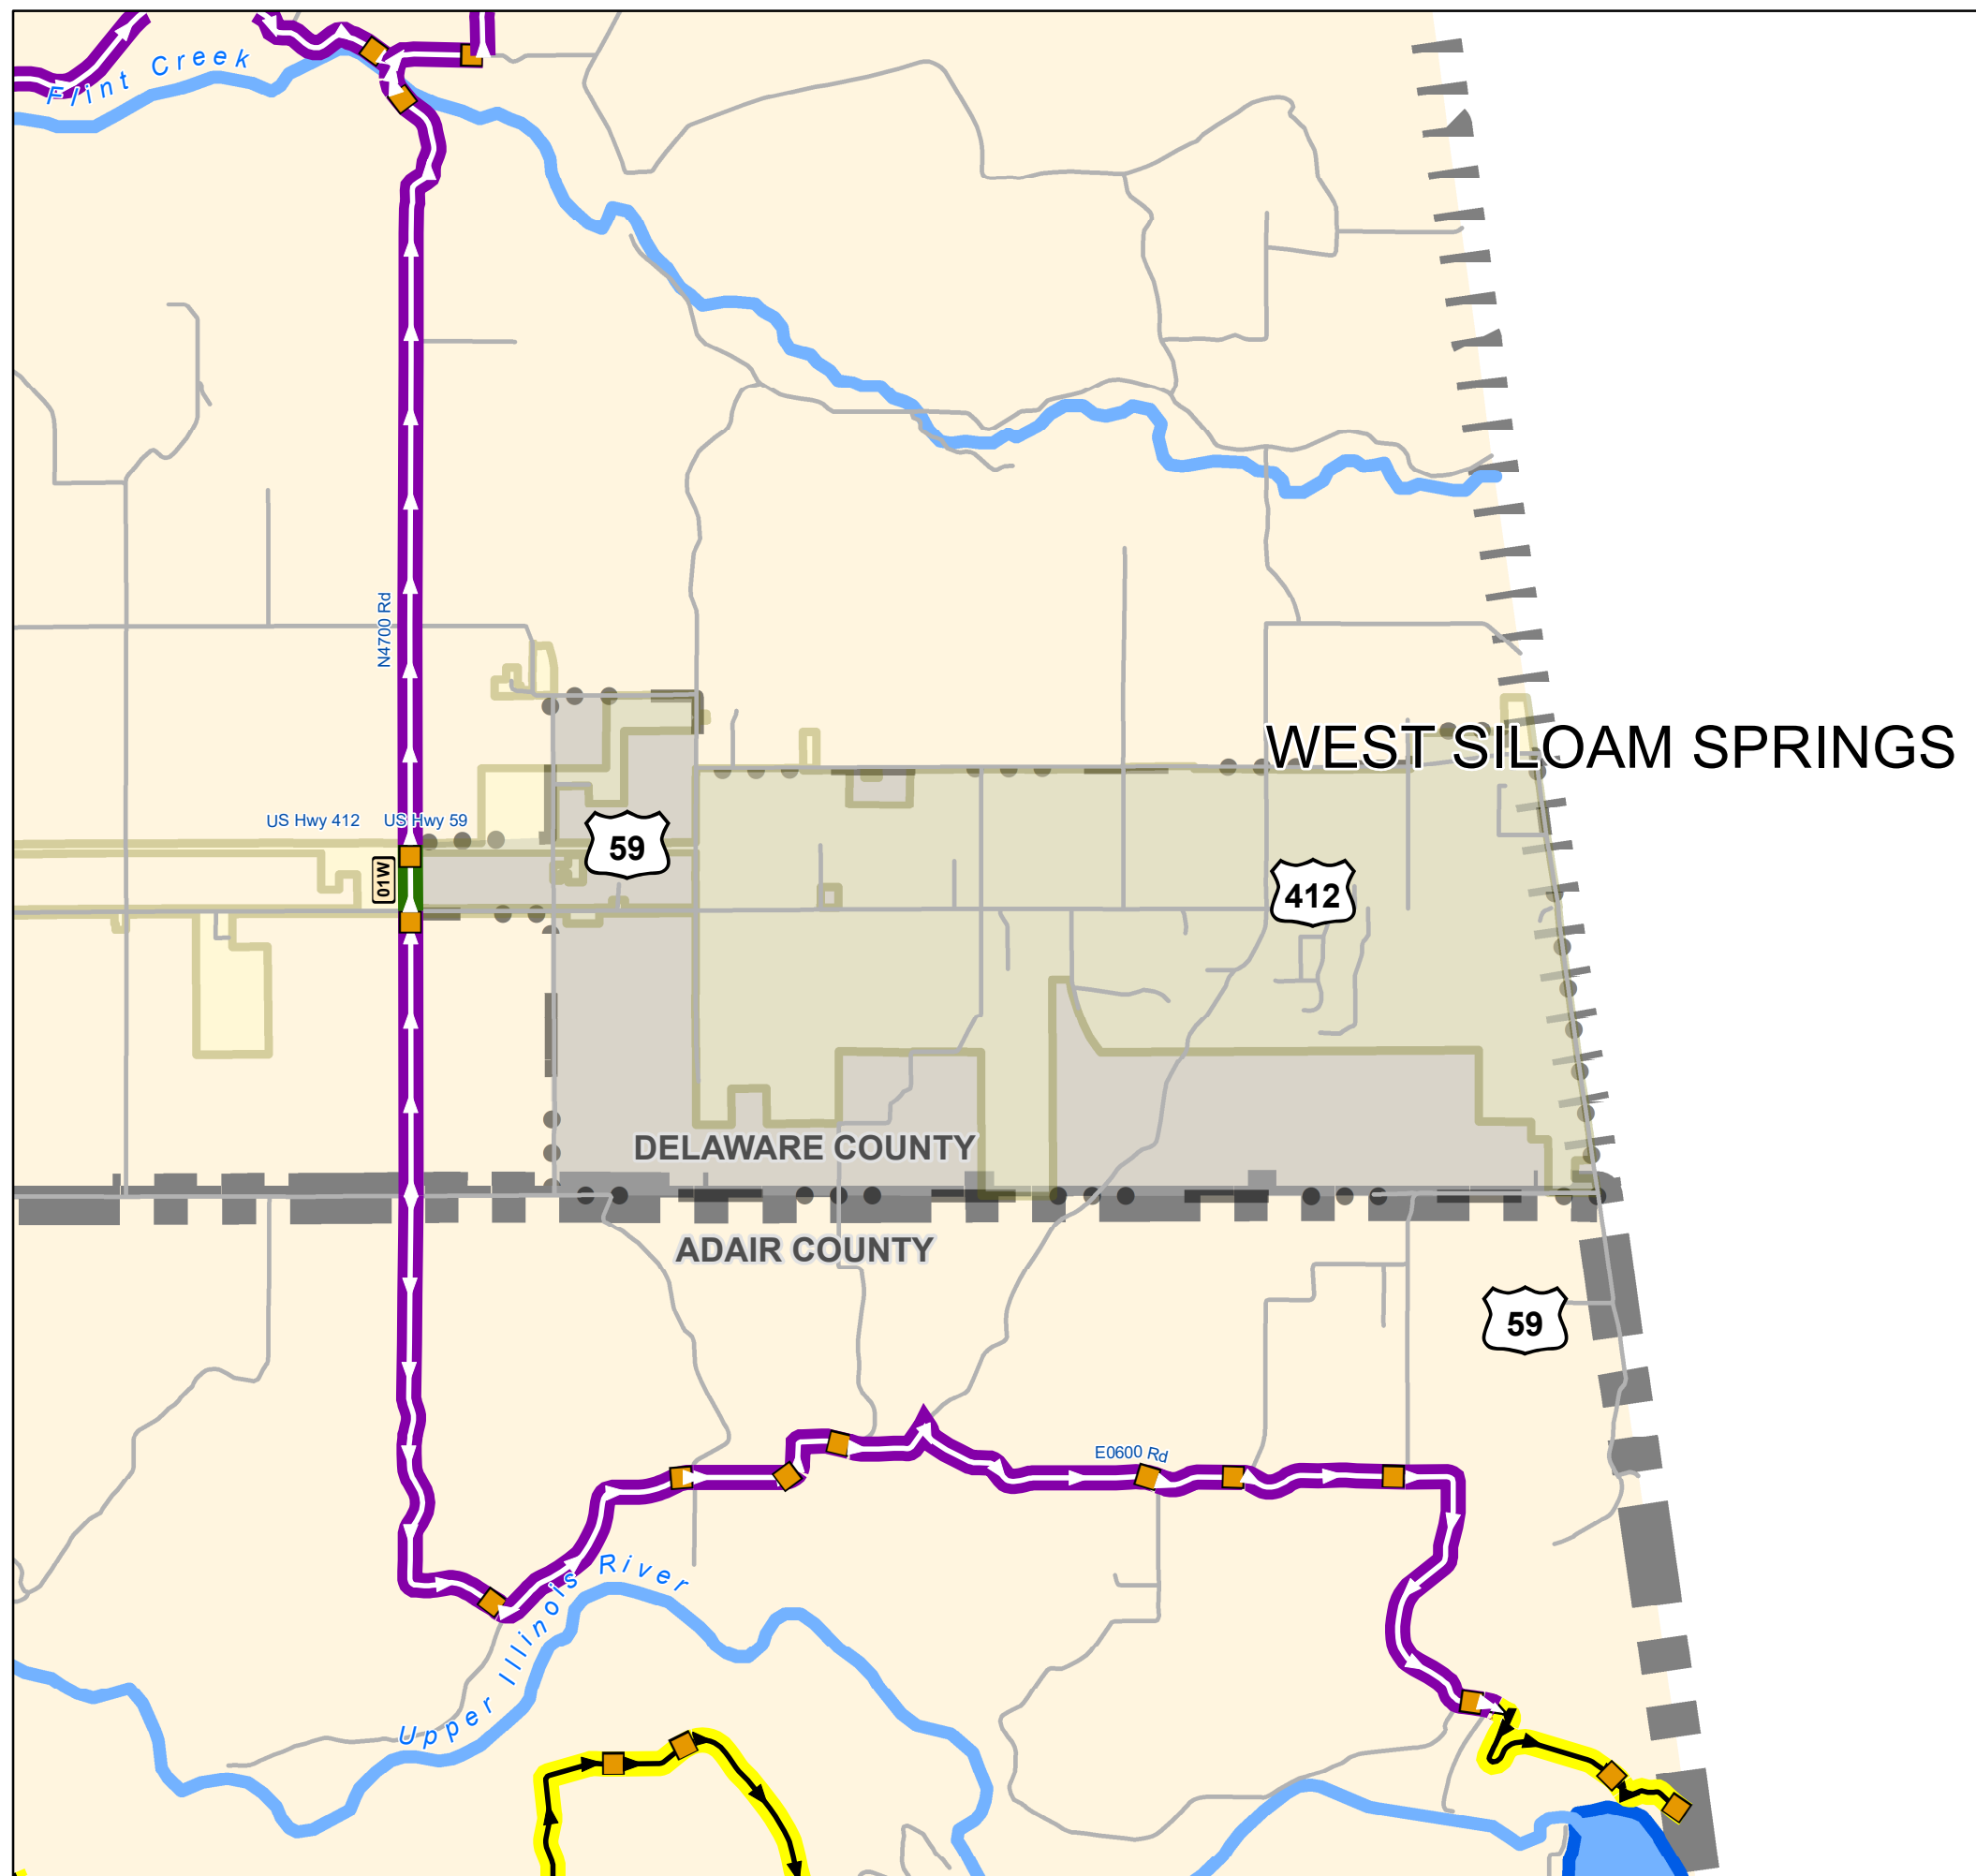 Flint Creek
N4700 Rd
WEST SILOAM SPRINGS
US Hwy 412
US Hwy 59
59
01W
412
DELAWARE COUNTY
ADAIR COUNTY
59
E0600 Rd
Upper Illinois River